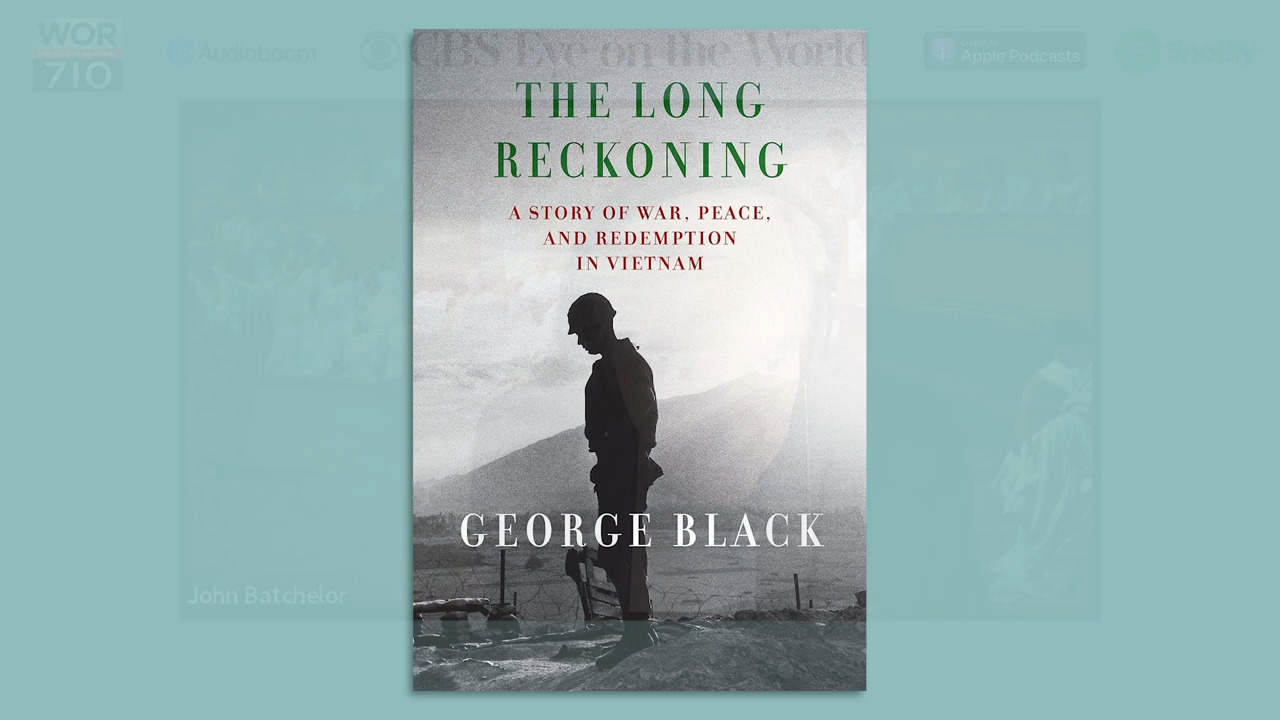 WOR
710
Audioboom
CBS Eye on the World
Apple Podcasts
Spotify
THE LONG
RECKONING
A STORY OF WAR, PEACE,
AND REDEMPTION
IN VIETNAM
GEORGE BLACK
John Batchelor